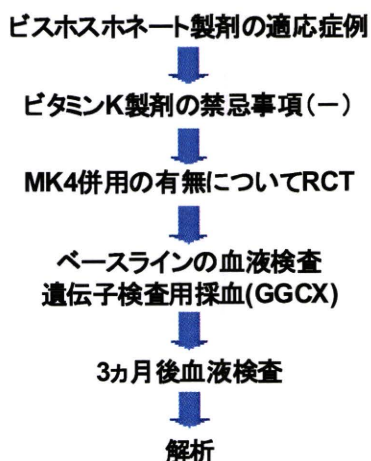 ビスホスホネート製剤の適応症例
ビタミンK製剤の禁忌事項(−)
MK4併用の有無についてRCT
ベースラインの血液検査
遺伝子検査用採血(GGCX)
3ヵ月後血液検査
解析